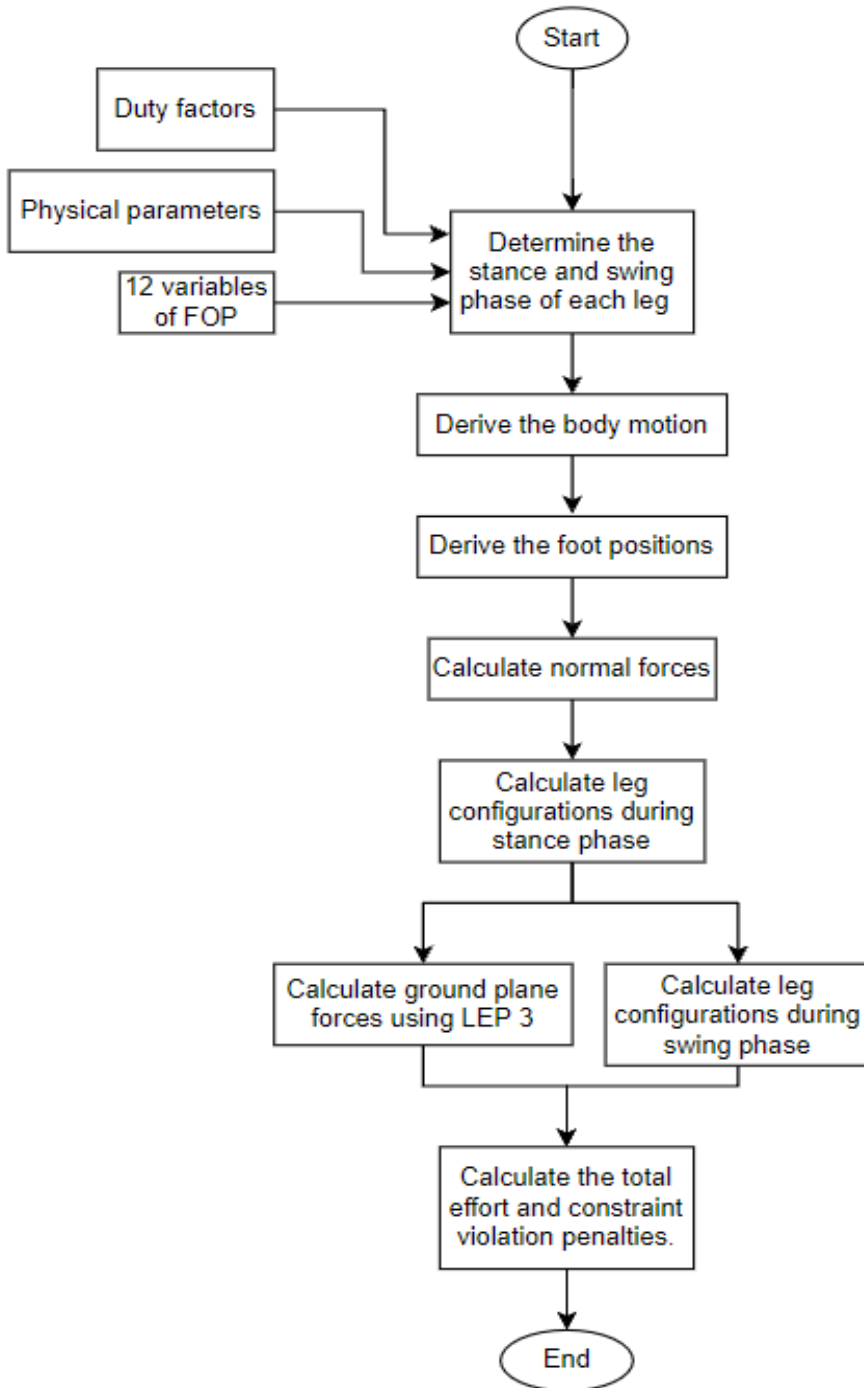 Start
Duty factors
Physical parameters
12 variables
of FOP
Determine the
stance and swing
phase of each leg
Derive the body motion
Derive the foot positions
Calculate normal forces
Calculate leg
configurations during
stance phase
Calculate ground plane
forces using LEP 3
Calculate leg
configurations during
swing phase
Calculate the total
effort and constraint
violation penalties.
End